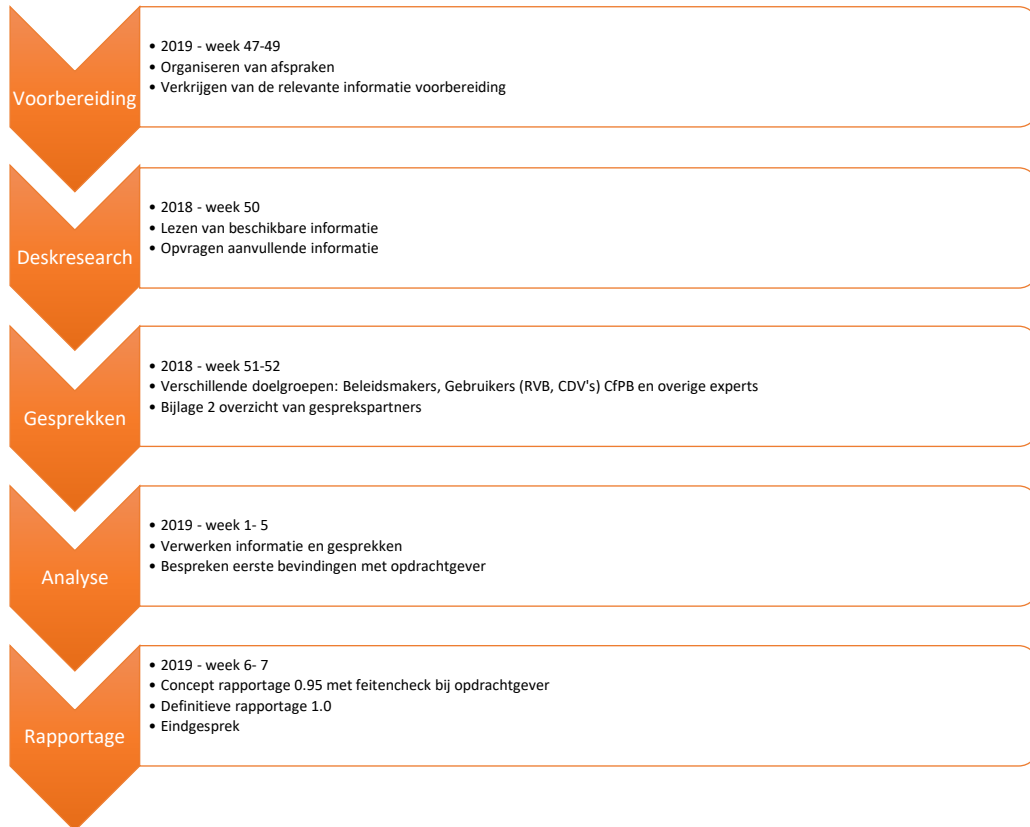 Voorbereiding
• 2019 - week 47-49
• Organiseren van afspraken
• Verkrijgen van de relevante informatie voorbereiding
Deskresearch
• 2018 - week 50
• Lezen van beschikbare informatie
• Opvragen aanvullende informatie
Gesprekken
• 2018 - week 51-52
• Verschillende doelgroepen: Beleidsmakers, Gebruikers (RVB, CDV's) CfPB en overige experts
• Bijlage 2 overzicht van gesprekspartners
Analyse
• 2019 - week 1- 5
• Verwerken informatie en gesprekken
• Bespreken eerste bevindingen met opdrachtgever
Rapportage
• 2019 - week 6- 7
• Concept rapportage 0.95 met feitencheck bij opdrachtgever
• Definitieve rapportage 1.0
• Eindgesprek